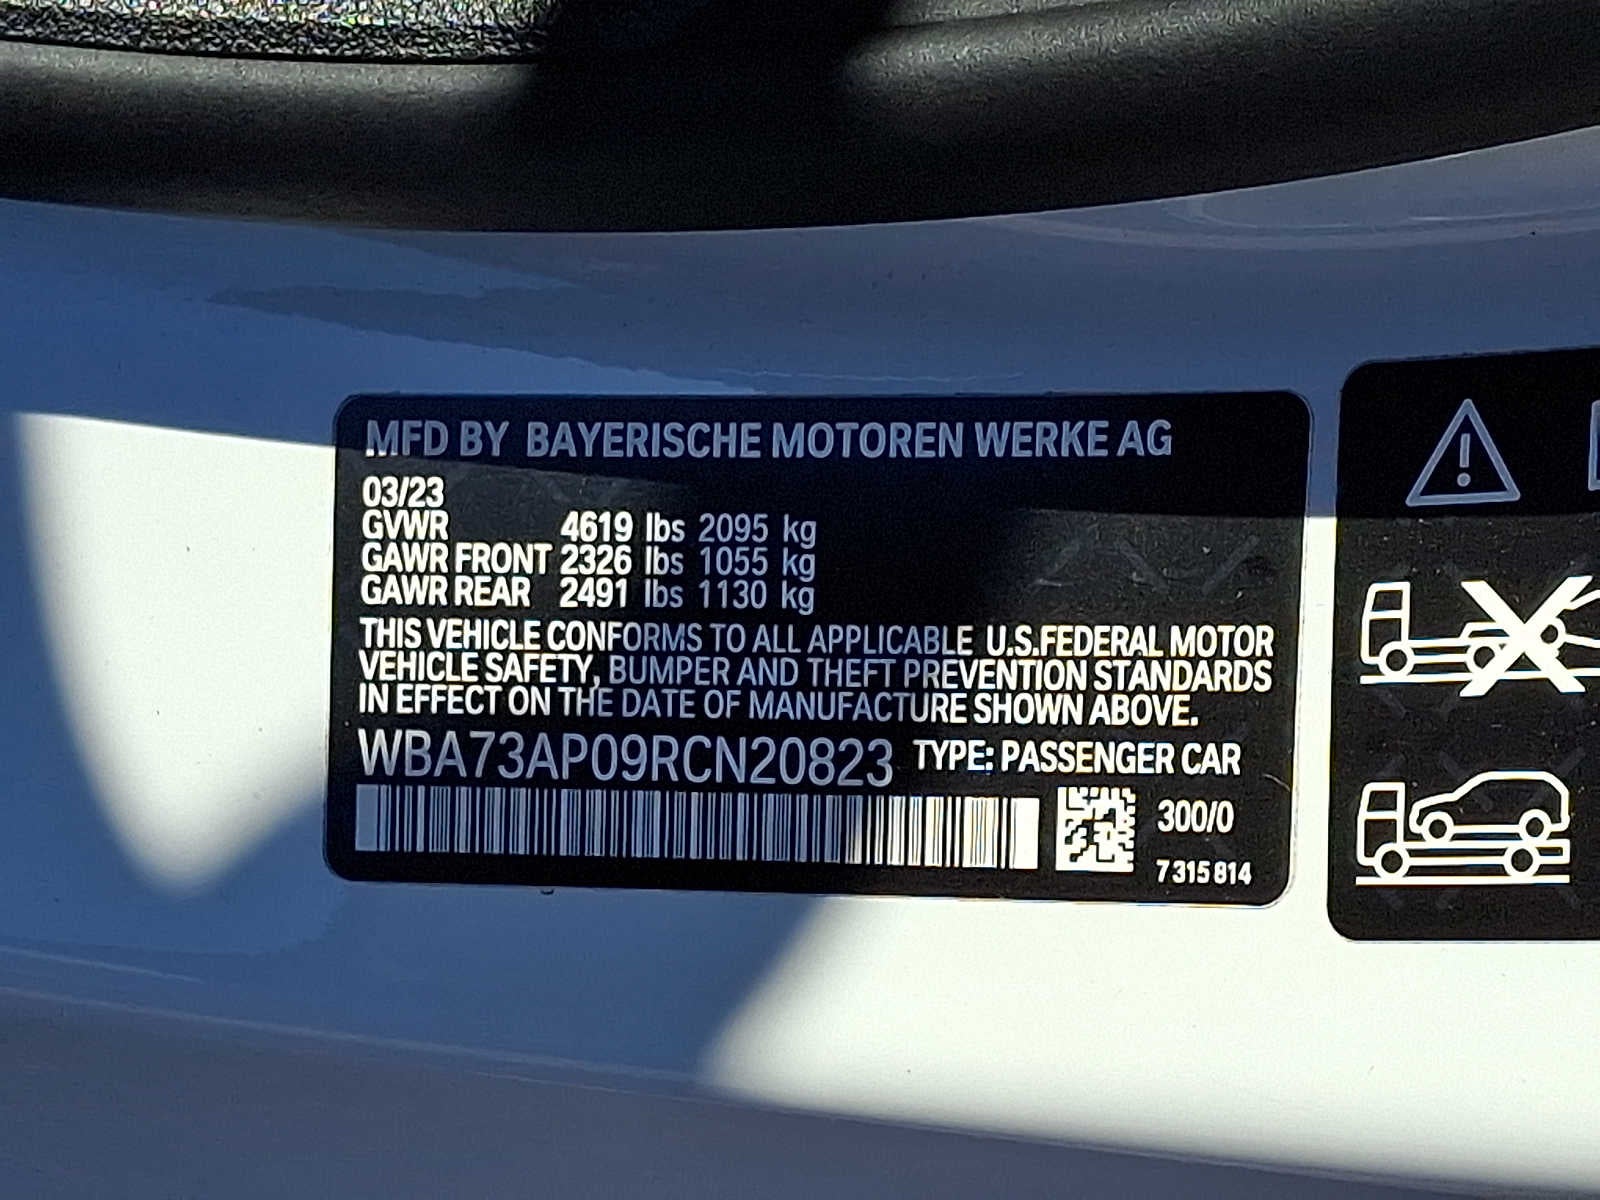 MFD BY BAYERISCHE MOTOREN WERKE AG
03/23
GVWR 4619 lbs 2095 kg
GAWR FRONT 2326 lbs 1055 kg
GAWR REAR 2491 lbs 1130 kg
THIS VEHICLE CONFORMS TO ALL APPLICABLE U.S.FEDERAL MOTOR
VEHICLE SAFETY, BUMPER AND THEFT PREVENTION STANDARDS
IN EFFECT ON THE DATE OF MANUFACTURE SHOWN ABOVE.
WBA73AP09RCN20823 TYPE: PASSENGER CAR
300/0
7 315 814